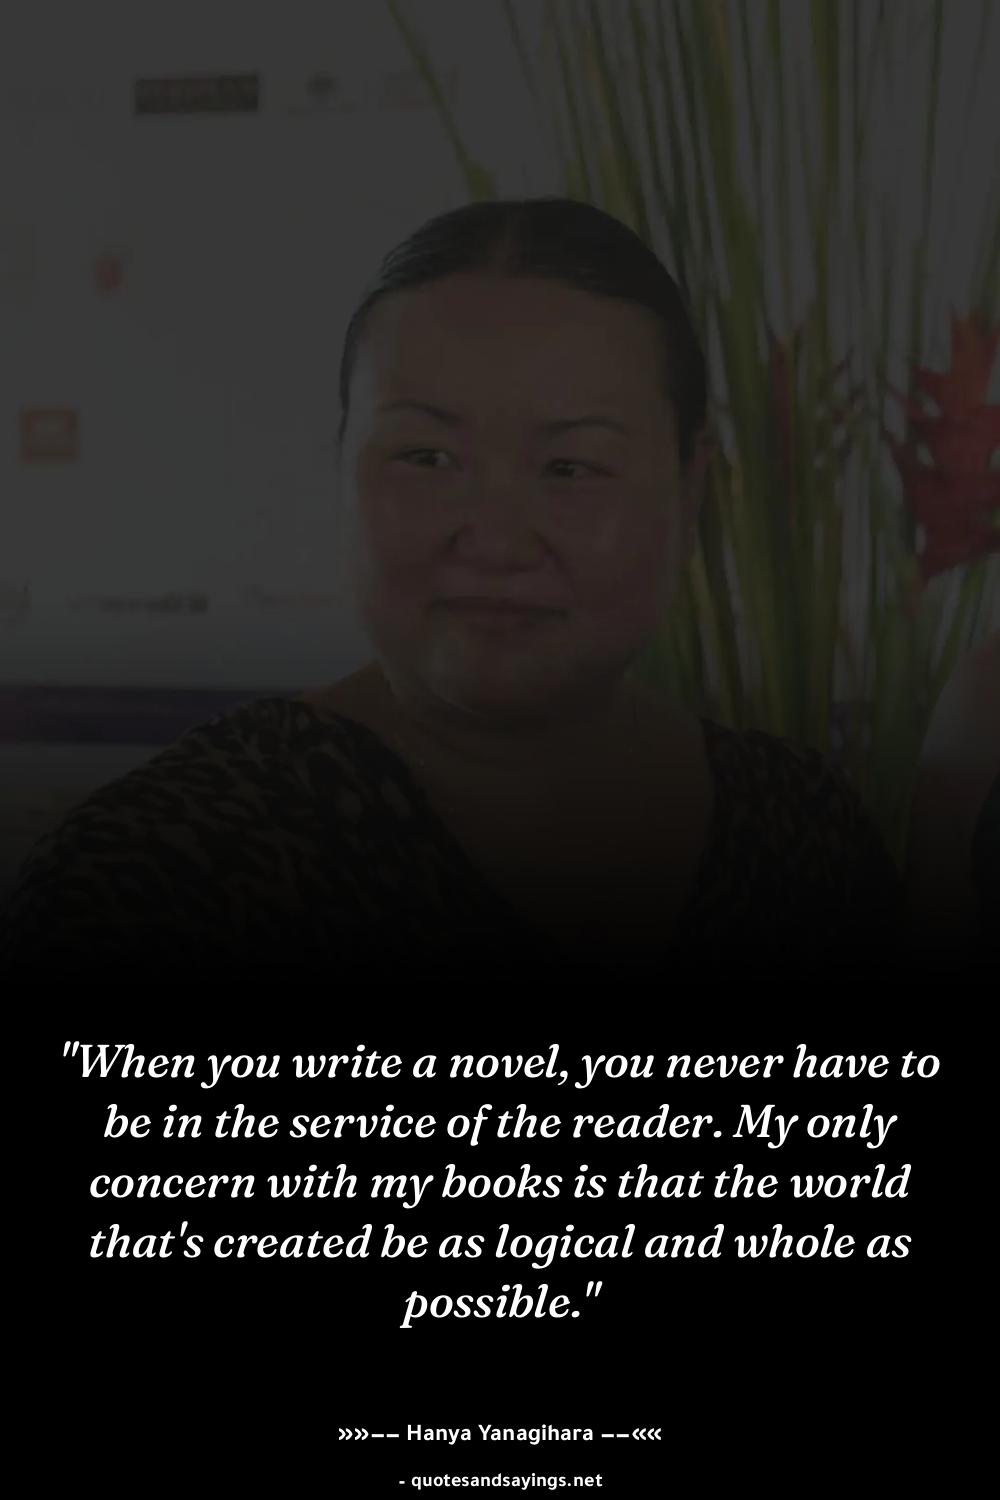 "When you write a novel, you never have to
be in the service of the reader. My only
concern with my books is that the world
that's created be as logical and whole as
possible."
»»−− Hanya Yanagihara −−««
- quotesandsayings.net